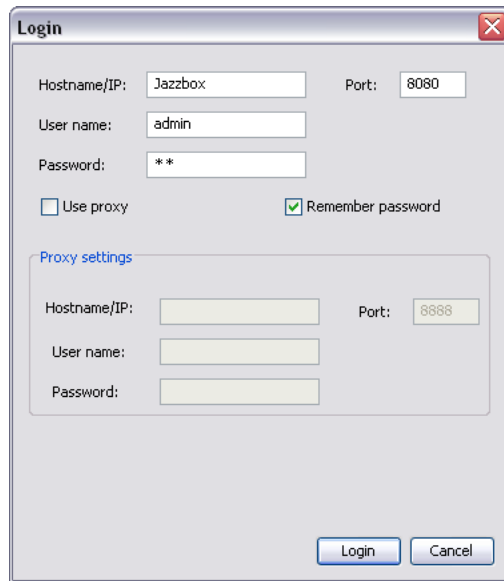 Login
Hostname/IP: Jazzbox Port: 8080
User name: admin
Password: **
Use proxy Remember password
Proxy settings
Hostname/IP: Port: 8888
User name:
Password:
Login Cancel